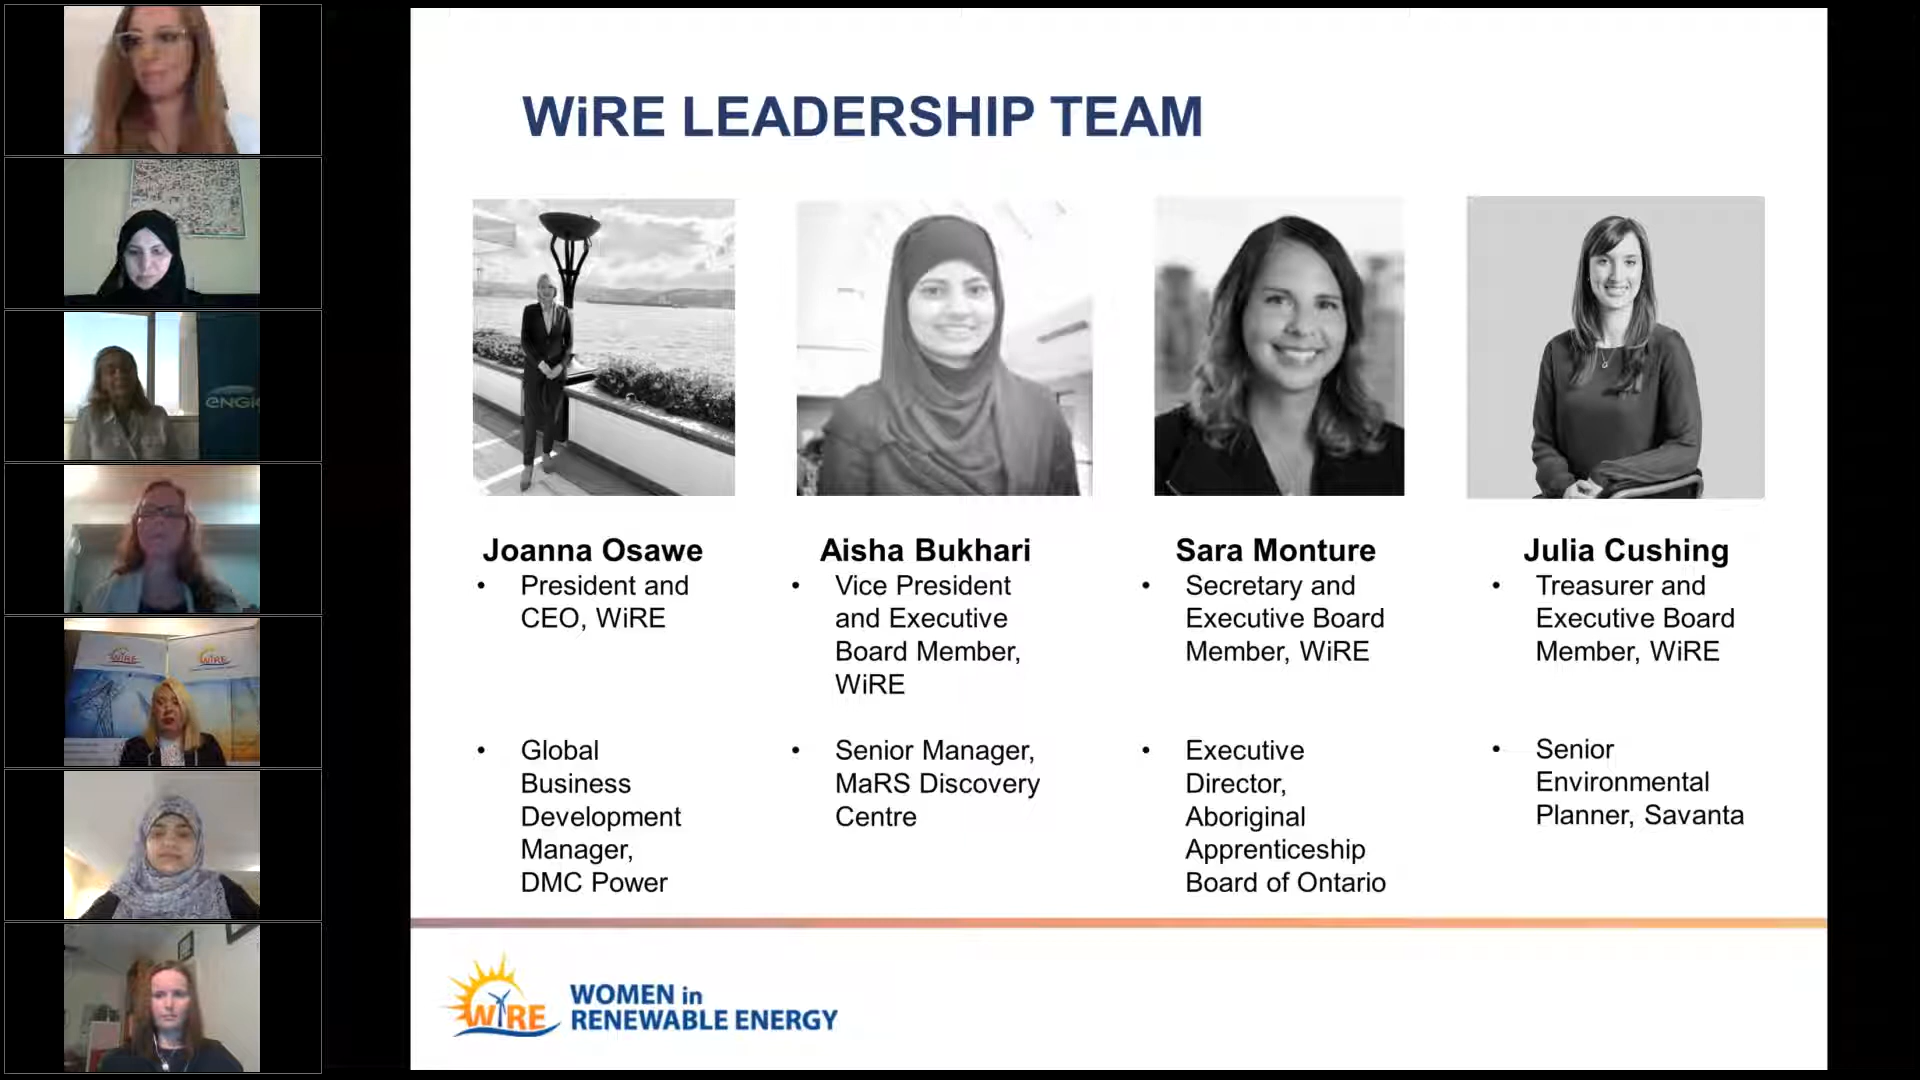 WiRE LEADERSHIP TEAM
Joanna Osawe
• President and
CEO, WiRE
• Global
Business
Development
Manager,
DMC Power
Aisha Bukhari
• Vice President
and Executive
Board Member,
WiRE
• Senior Manager,
MaRS Discovery
Centre
Sara Monture
• Secretary and
Executive Board
Member, WiRE
• Executive
Director,
Aboriginal
Apprenticeship
Board of Ontario
Julia Cushing
• Treasurer and
Executive Board
Member, WiRE
• Senior
Environmental
Planner, Savanta
WiRE
WOMEN in
RENEWABLE ENERGY
WiRE
WiRE